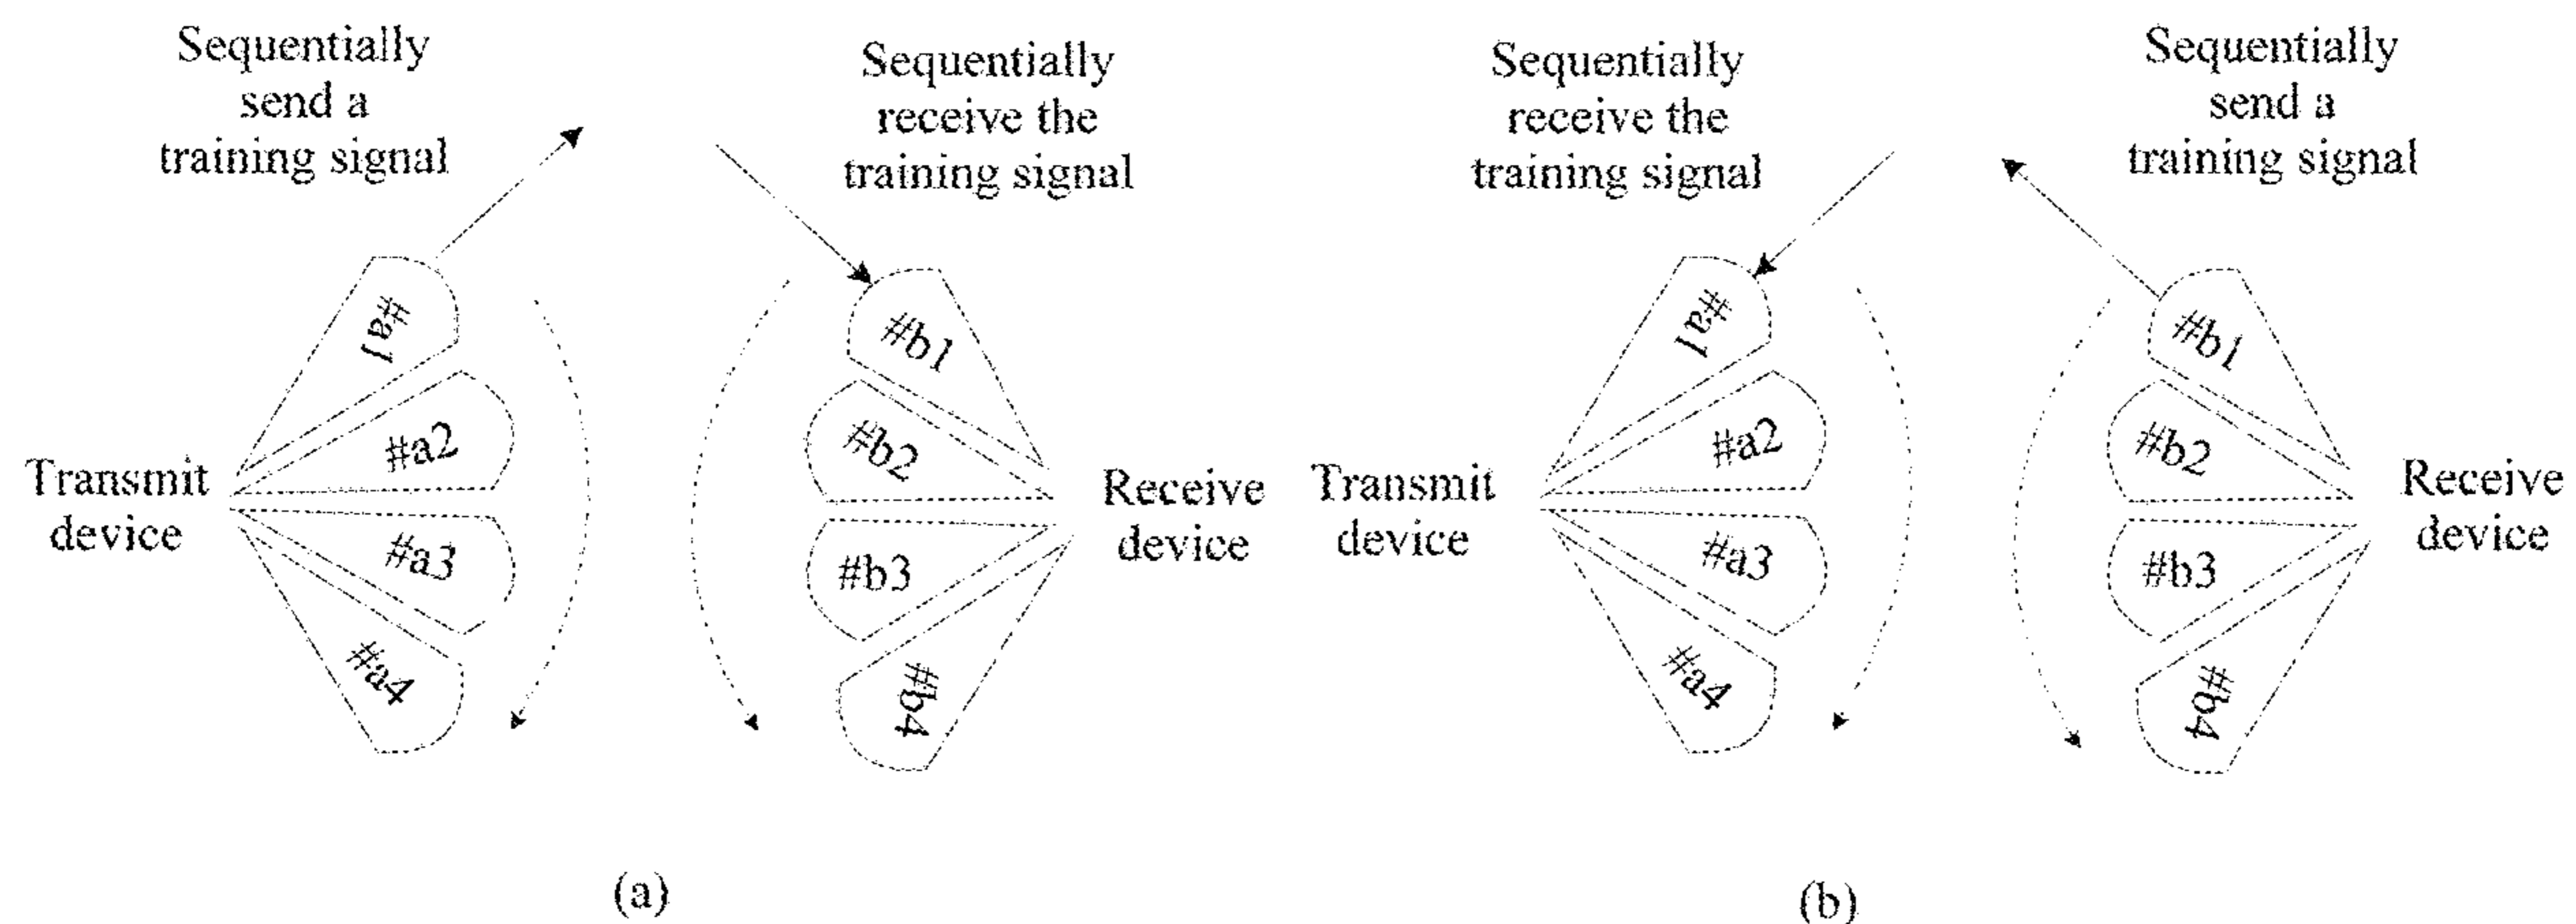 Sequentially
send a
training signal
Sequentially
receive the
training signal
#a1
#a2
#a3
#a4
Transmit
device
#b1
#b2
#b3
#b4
Receive
device
(a)
Sequentially
receive the
training signal
Sequentially
send a
training signal
#a1
#a2
#a3
#a4
Transmit
device
#b1
#b2
#b3
#b4
Receive
device
(b)